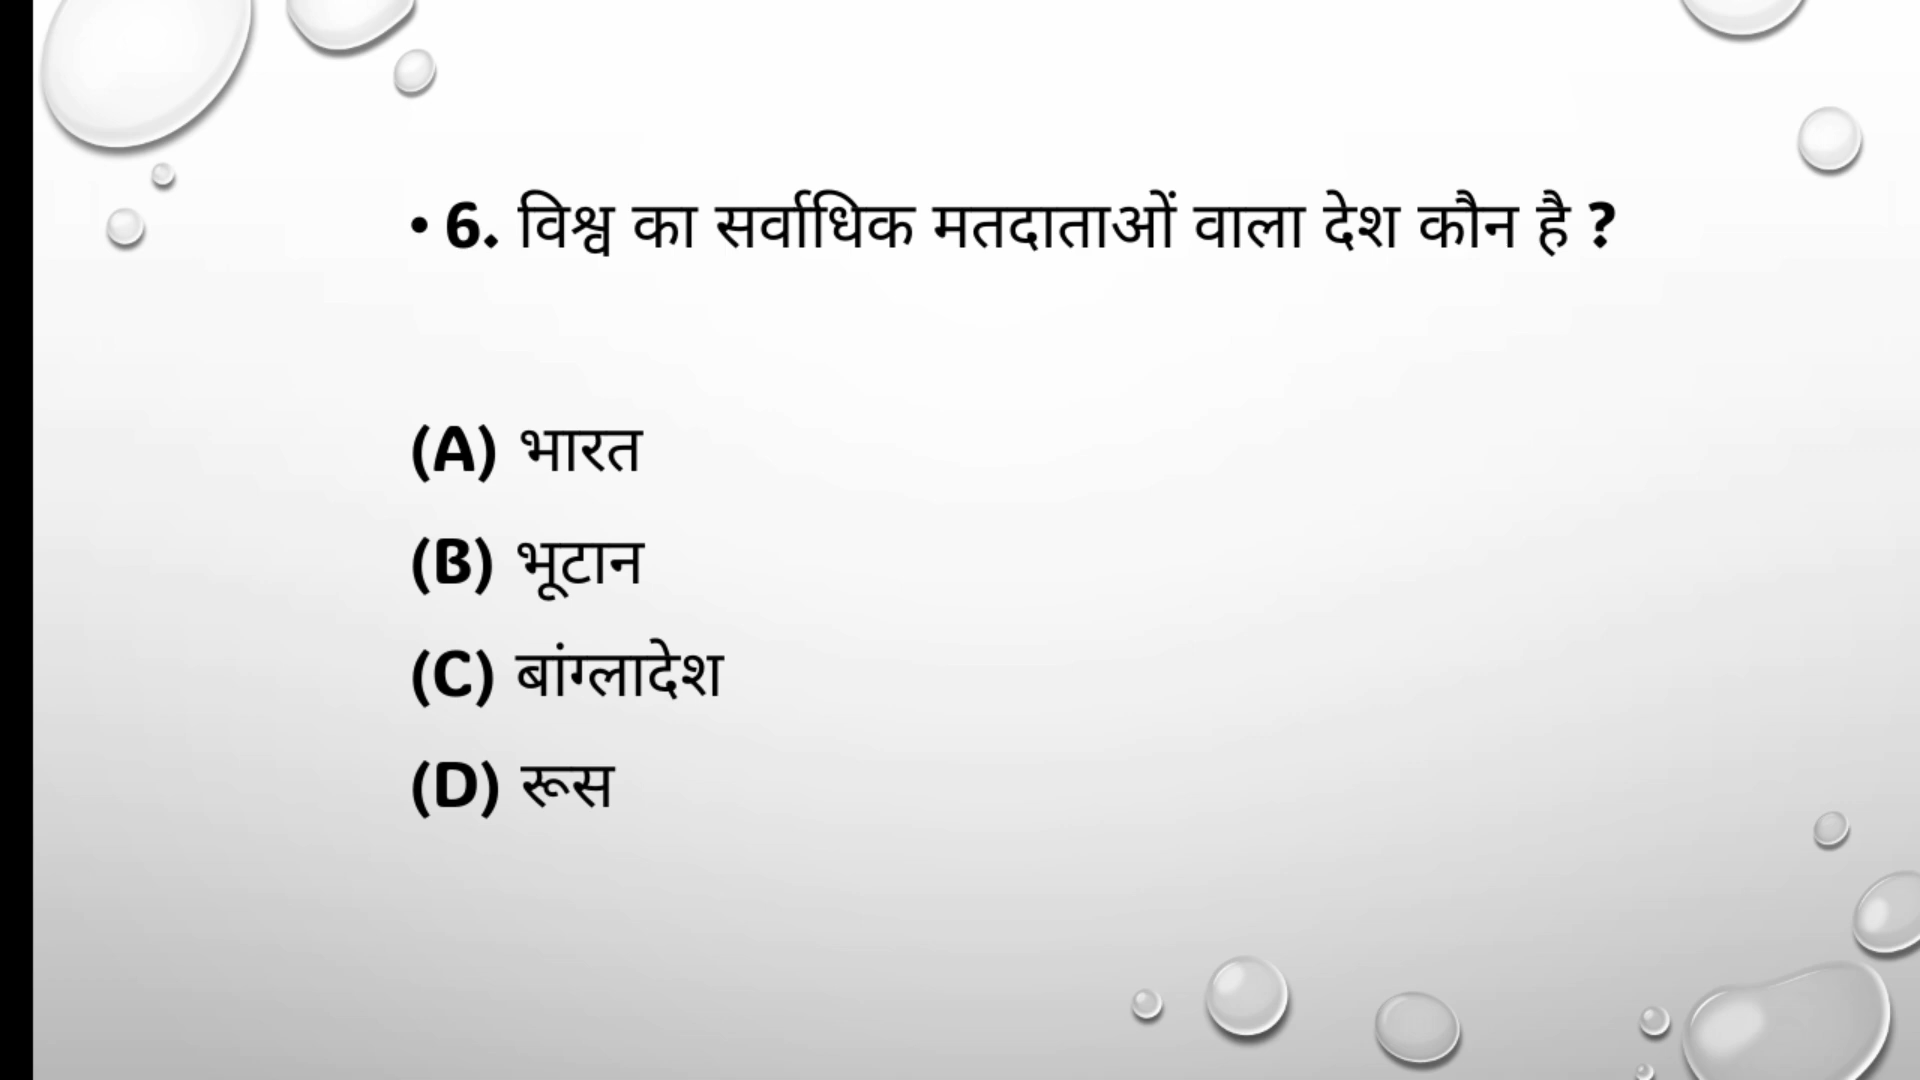 • 6. विश्व का सर्वाधिक मतदाताओं वाला देश कौन है ?
(A) भारत
(B) भूटान
(C) बांग्लादेश
(D) रूस